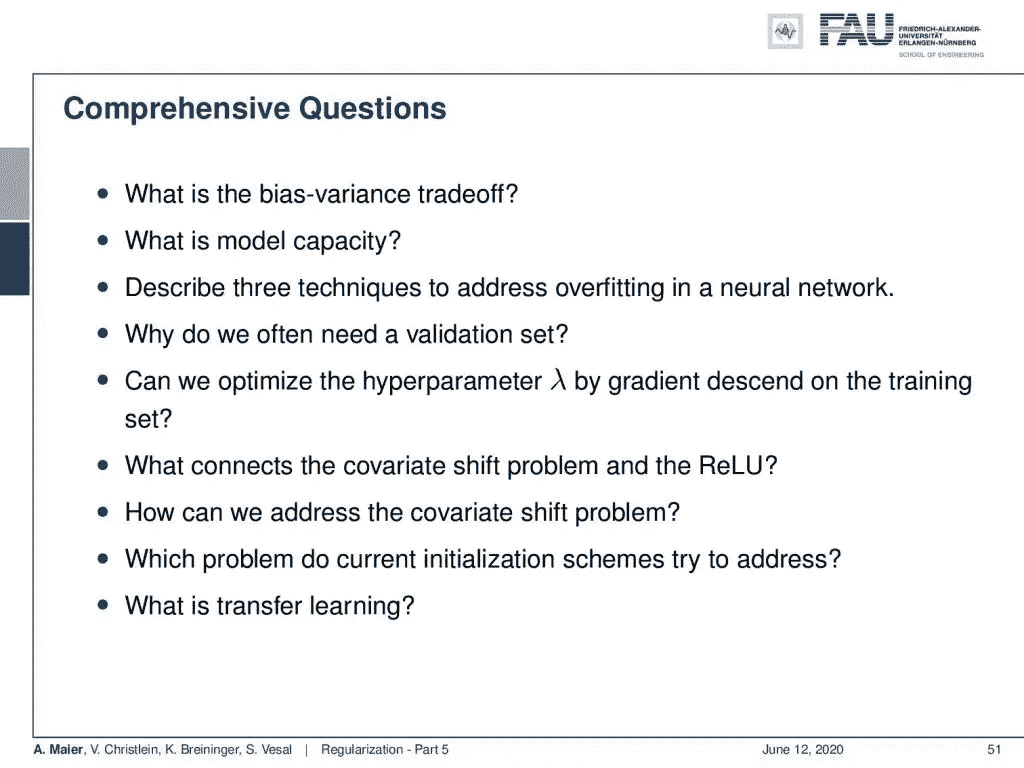 FAU
FRIEDRICH-ALEXANDER-
UNIVERSITÄT
ERLANGEN-NÜRNBERG
SCHOOL OF ENGINEERING
Comprehensive Questions
• What is the bias-variance tradeoff?
• What is model capacity?
• Describe three techniques to address overfitting in a neural network.
• Why do we often need a validation set?
• Can we optimize the hyperparameter λ by gradient descend on the training
set?
• What connects the covariate shift problem and the ReLU?
• How can we address the covariate shift problem?
• Which problem do current initialization schemes try to address?
• What is transfer learning?
A. Maier, V. Christlein, K. Breininger, S. Vesal | Regularization - Part 5 June 12, 2020 51